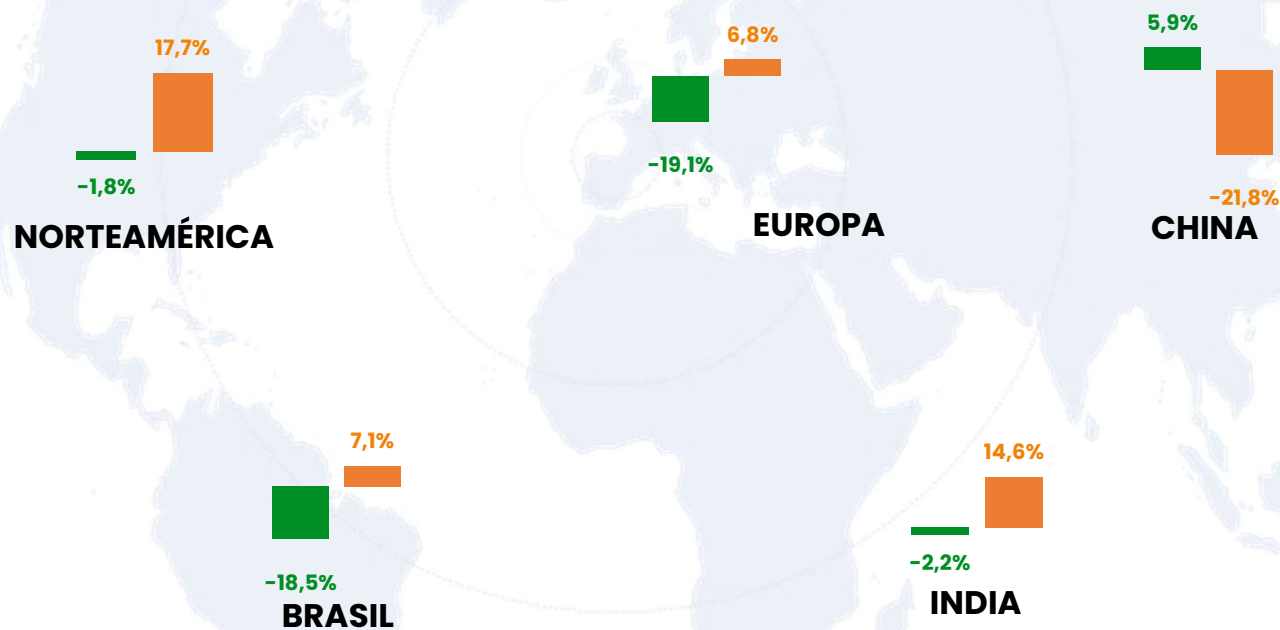 17,7%
-1,8%
NORTEAMÉRICA
6,8%
-19,1%
EUROPA
5,9%
-21,8%
CHINA
7,1%
-18,5%
BRASIL
14,6%
-2,2%
INDIA